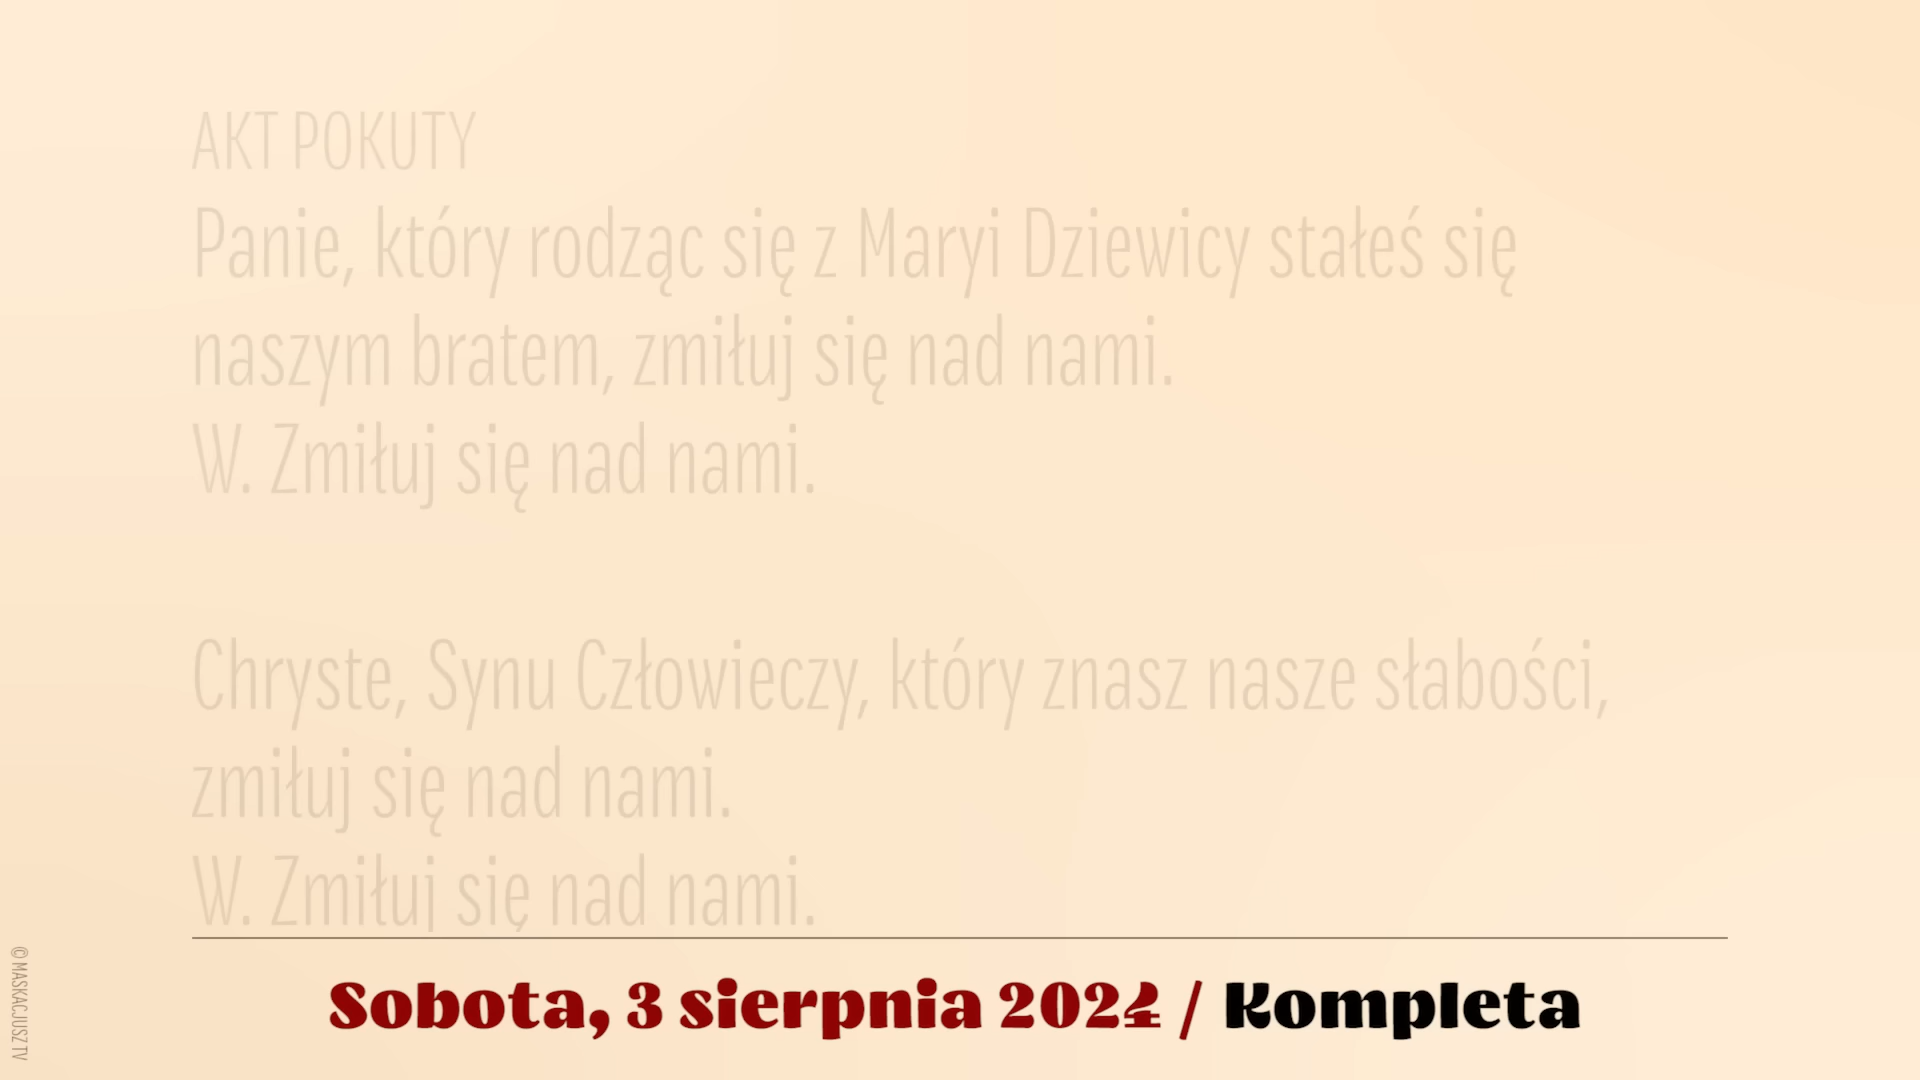 AKT POKUTY
Panie, który rodząc się z Maryi Dziewicy stałeś się
naszym bratem, zmiłuj się nad nami.
W. Zmiłuj się nad nami.
Chryste, Synu Człowieczy, który znasz nasze słabości,
zmiłuj się nad nami.
W. Zmiłuj się nad nami.
Sobota, 3 sierpnia 2024 / Kompleta
© MASKACJUSZ TV